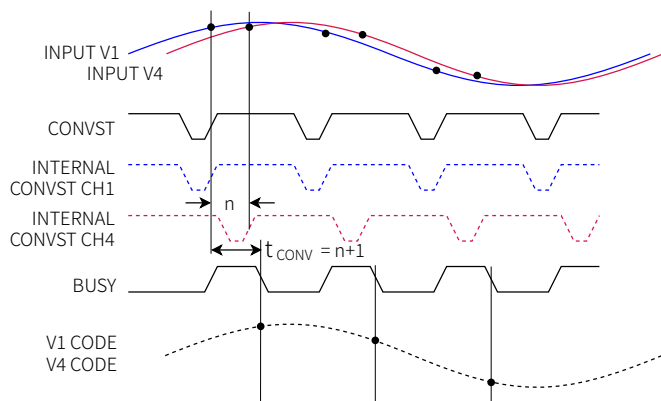 INPUT V1
INPUT V4
CONVST
INTERNAL
CONVST CH1
n
INTERNAL
CONVST CH4
t CONV = n+1
BUSY
V1 CODE
V4 CODE